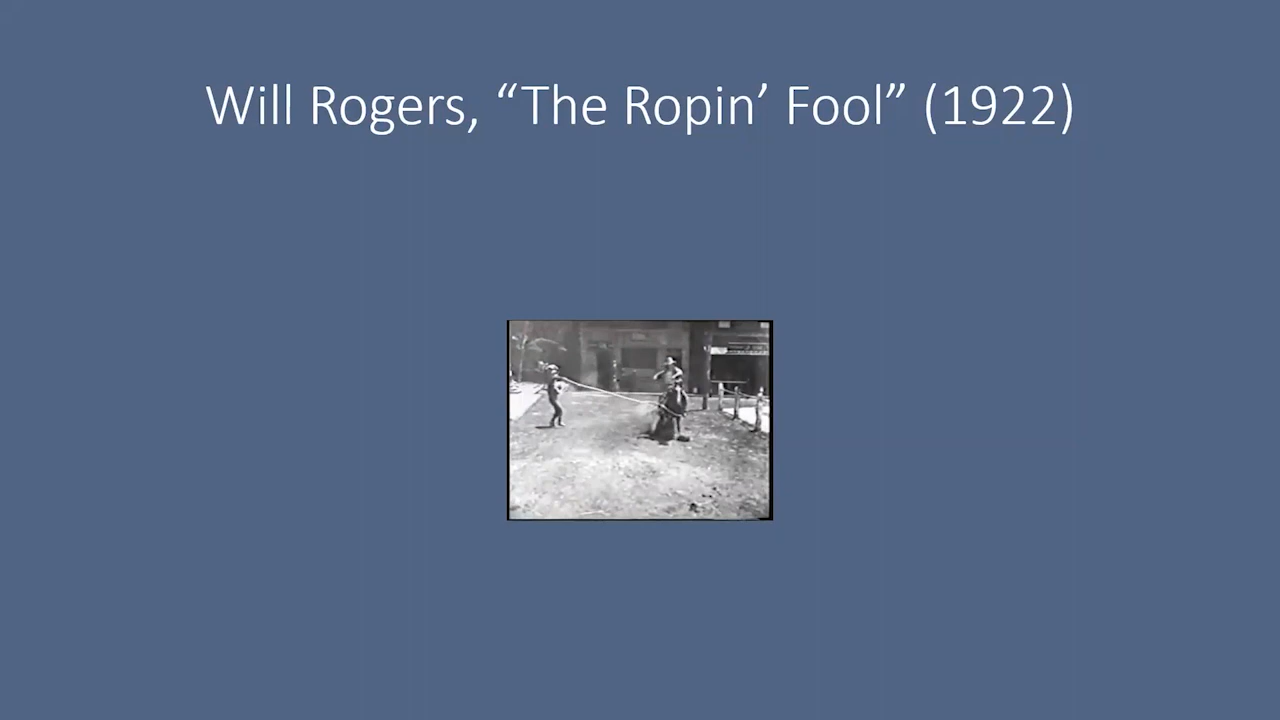 Will Rogers, “The Ropin’ Fool” (1922)